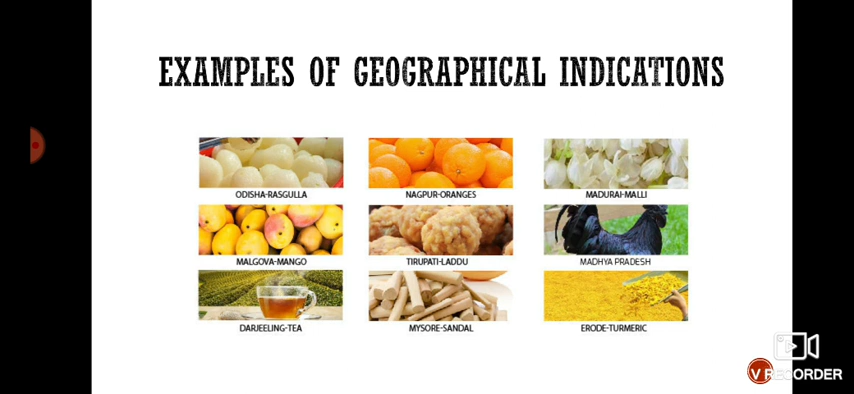 EXAMPLES OF GEOGRAPHICAL INDICATIONS
ODISHA-RASGULLA NAGPUR-ORANGES MADURAI-MALLI
MALGOVA-MANGO TIRUPATI-LADDU MADHYA PRADESH
DARJEELING-TEA MYSORE-SANDAL ERODE-TURMERIC
V RECORDER